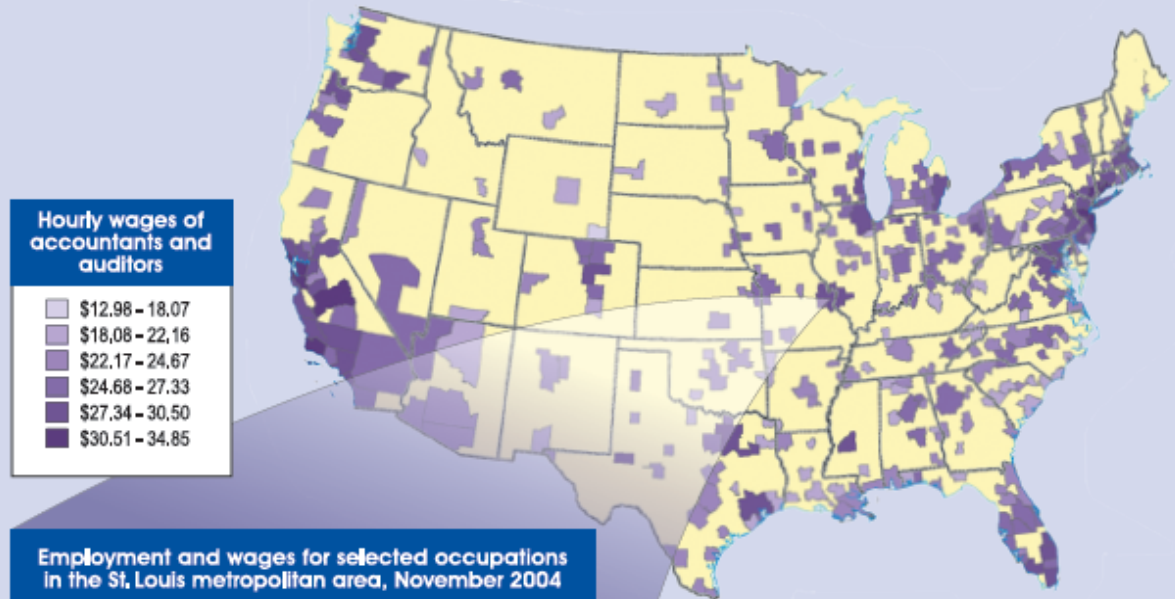 Hourly wages of
accountants and
auditors
$12.98 – 18.07
$18.08 – 22.16
$22.17 – 24.67
$24.68 – 27.33
$27.34 – 30.50
$30.51 – 34.85
Employment and wages for selected occupations
in the St. Louis metropolitan area, November 2004